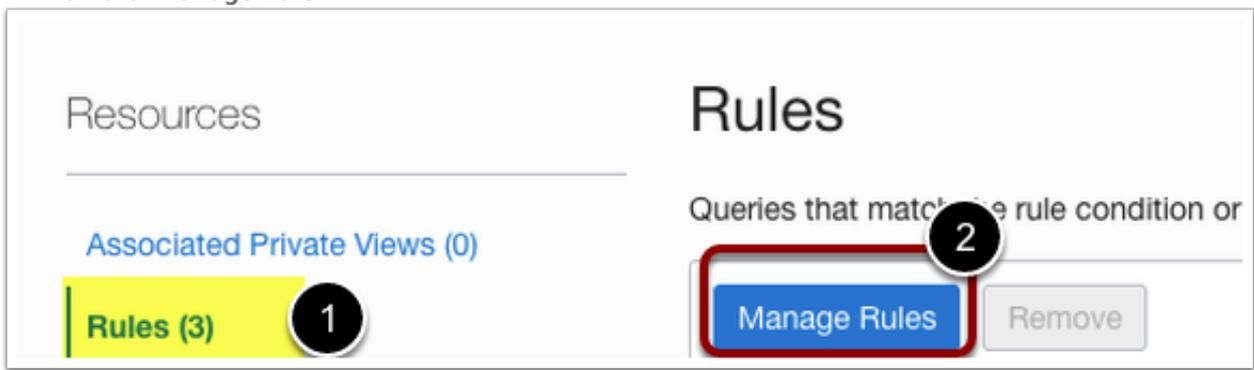 Resources
Associated Private Views (0)
Rules (3)
1
Rules
Queries that match rule condition or
2
Manage Rules
Remove